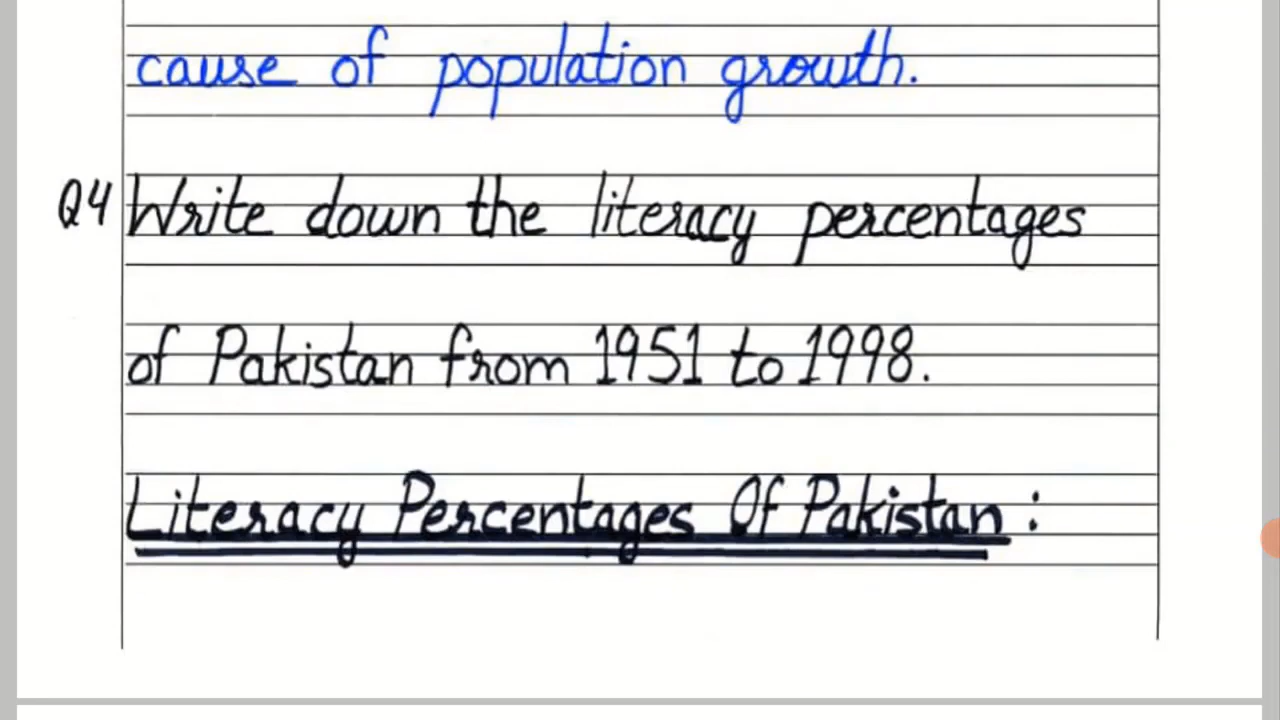 cause of population growth.
Q4 Write down the literacy percentages
of Pakistan from 1951 to 1998.
Literacy Percentages Of Pakistan :